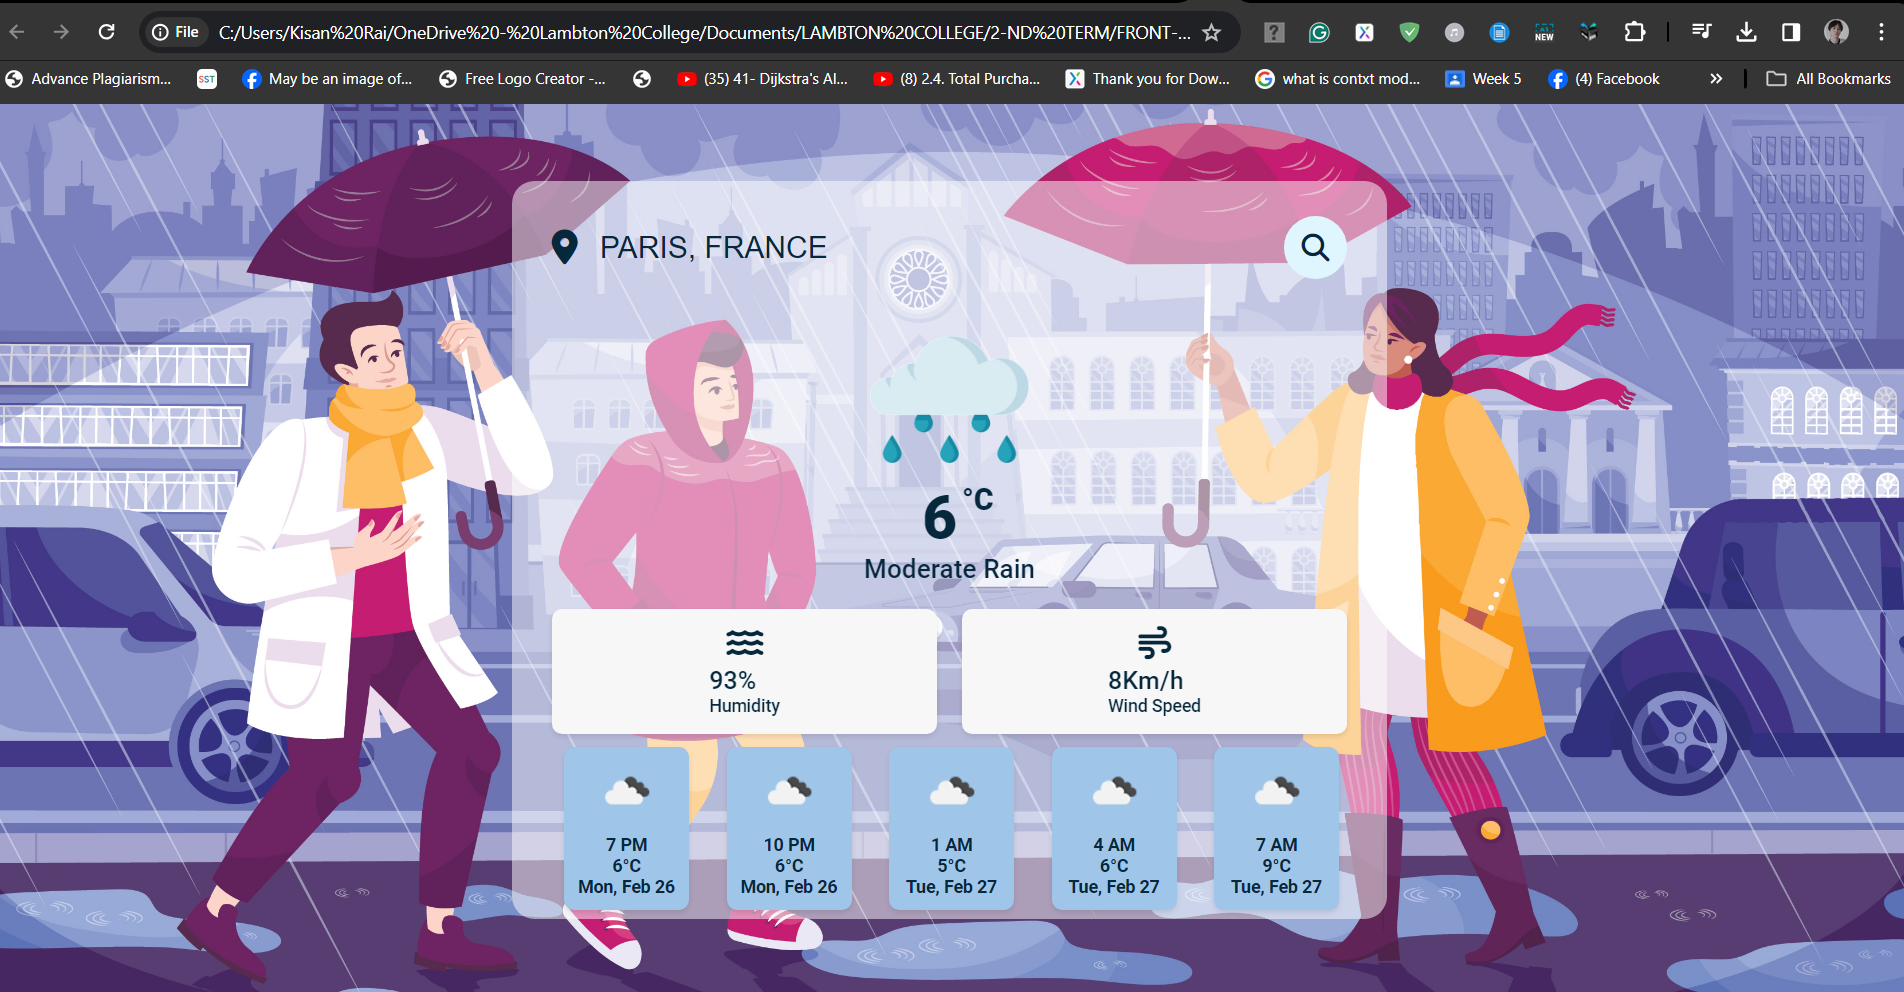 File
C:/Users/Kisan%20Rai/OneDrive%20-%20Lambton%20College/Documents/LAMBTON%20COLLEGE/2-ND%20TERM/FRONT-...
NEW
Advance Plagiarism...
SST
May be an image of...
Free Logo Creator -...
(35) 41- Dijkstra's Al...
(8) 2.4. Total Purcha...
Thank you for Dow...
what is contxt mod...
Week 5
(4) Facebook
All Bookmarks
PARIS, FRANCE
6 °C
Moderate Rain
93%
Humidity
8Km/h
Wind Speed
7 PM
6°C
Mon, Feb 26
10 PM
6°C
Mon, Feb 26
1 AM
5°C
Tue, Feb 27
4 AM
6°C
Tue, Feb 27
7 AM
9°C
Tue, Feb 27